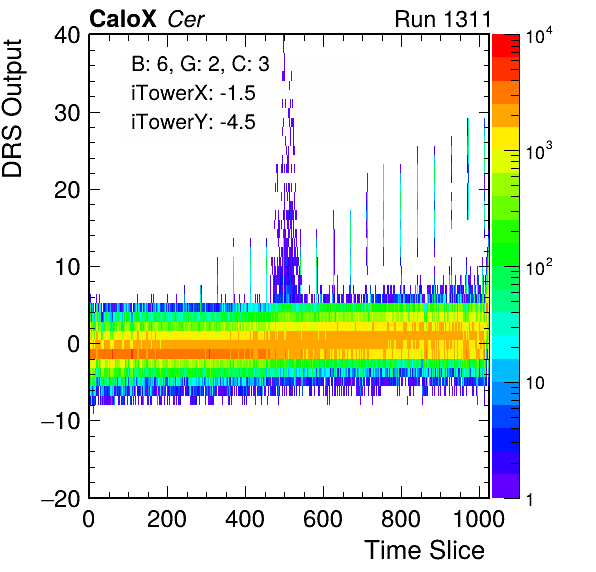 CaloX Cer
Run 1311
DRS Output
B: 6, G: 2, C: 3
iTowerX: -1.5
iTowerY: -4.5
40
30
20
10
0
−10
−20
0 200 400 600 800 1000
Time Slice
10^4
10^3
10^2
10
1